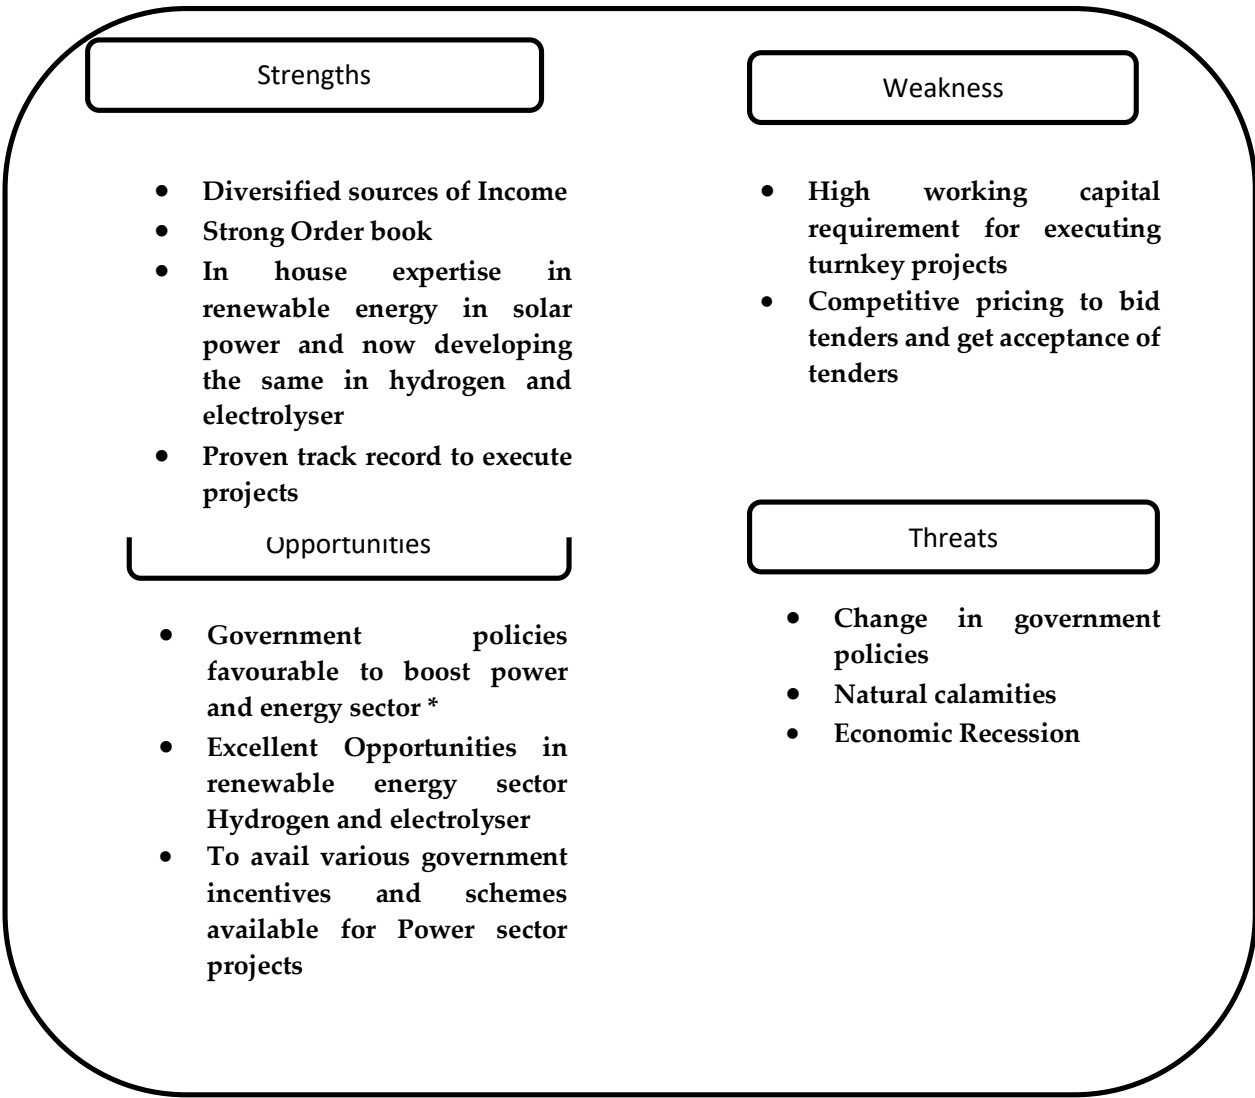 Strengths
• Diversified sources of Income
• Strong Order book
• In house expertise in
renewable energy in solar
power and now developing
the same in hydrogen and
electrolyser
• Proven track record to execute
projects
Weakness
• High working capital
requirement for executing
turnkey projects
• Competitive pricing to bid
tenders and get acceptance of
tenders
Opportunities
• Government policies
favourable to boost power
and energy sector *
• Excellent Opportunities in
renewable energy sector
Hydrogen and electrolyser
• To avail various government
incentives and schemes
available for Power sector
projects
Threats
• Change in government
policies
• Natural calamities
• Economic Recession